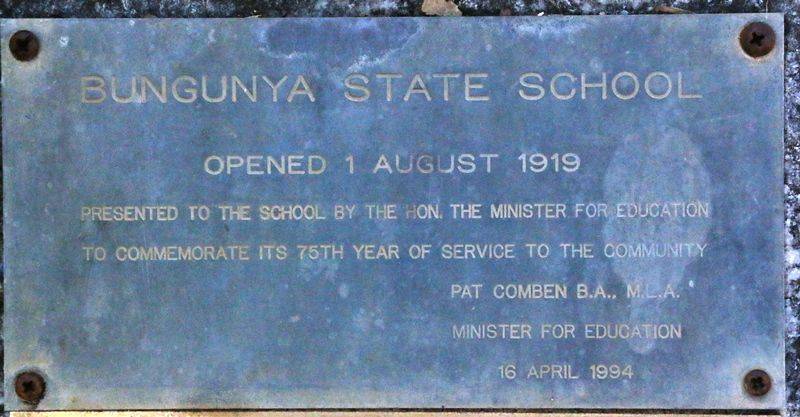 BUNGUNYA STATE SCHOOL
OPENED 1 AUGUST 1919
PRESENTED TO THE SCHOOL BY THE HON. THE MINISTER FOR EDUCATION
TO COMMEMORATE ITS 75TH YEAR OF SERVICE TO THE COMMUNITY
PAT COMBEN B.A., M.L.A.
MINISTER FOR EDUCATION
16 APRIL 1994